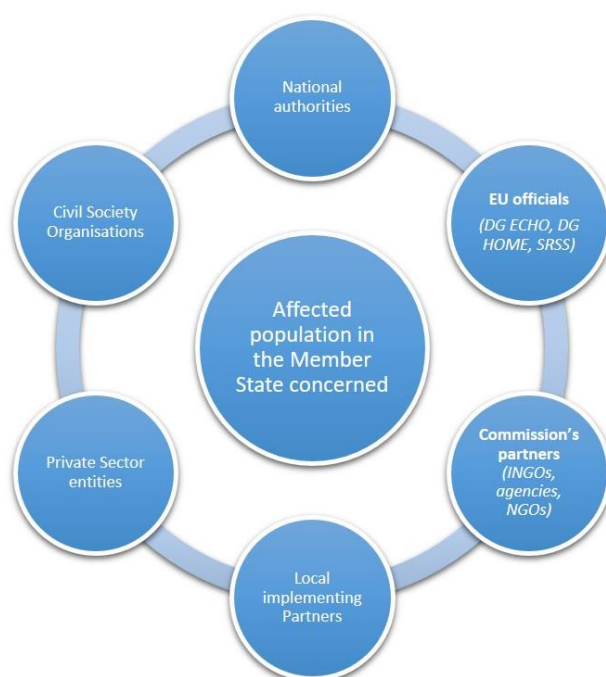 National
authorities
EU officials
(DG ECHO, DG
HOME, SRSS)
Commission's
partners
(INGOs,
agencies,
NGOs)
Local
implementing
Partners
Private Sector
entities
Civil Society
Organisations
Affected
population in
the Member
State concerned